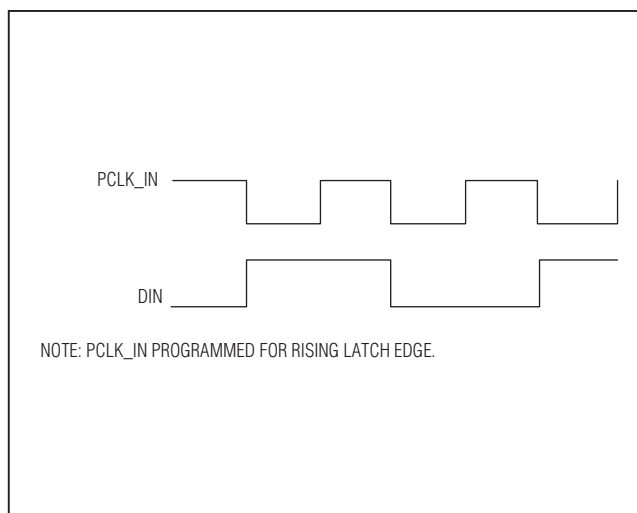 PCLK_IN
DIN
NOTE: PCLK_IN PROGRAMMED FOR RISING LATCH EDGE.